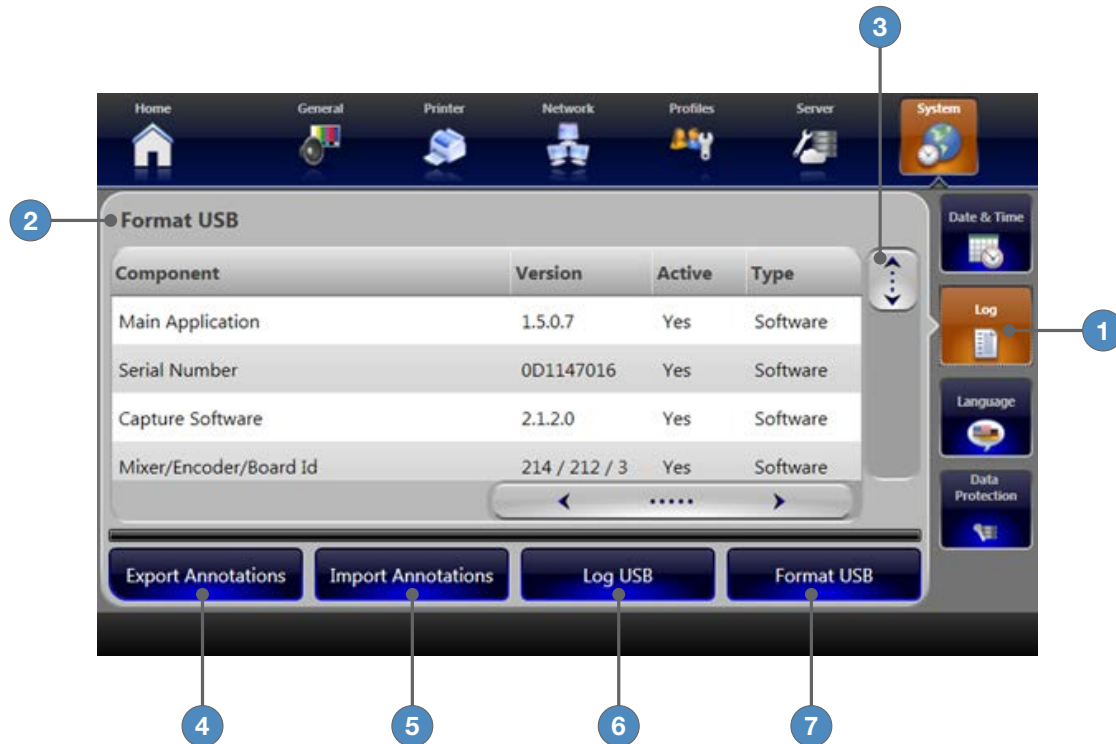 3
Home General Printer Network Profiles Server System
2
Format USB
Date & Time
Component Version Active Type
Main Application 1.5.0.7 Yes Software
Log
1
Serial Number 0D1147016 Yes Software
Capture Software 2.1.2.0 Yes Software
Language
Mixer/Encoder/Board Id 214 / 212 / 3 Yes Software
Data
Protection
Export Annotations Import Annotations Log USB Format USB
4 5 6 7